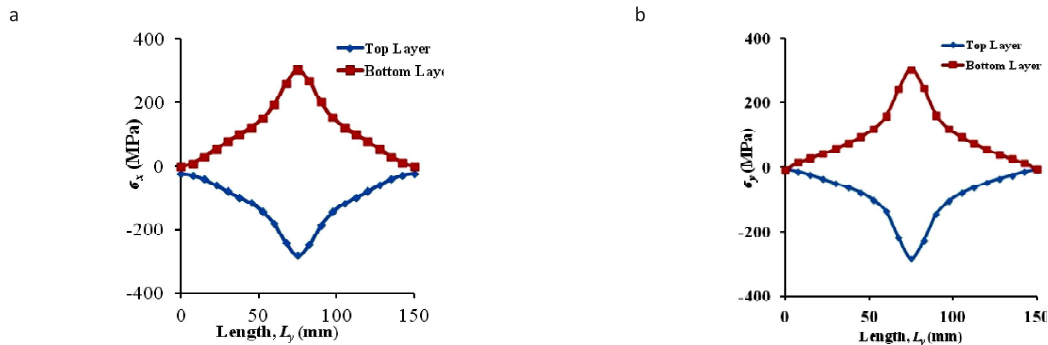 a
400
200
0
-200
-400
σx (MPa)
Top Layer
Bottom Laye
0 50 100 150
Length, Ly (mm)
b
400
200
0
-200
-400
σy (MPa)
Top Layer
Bottom Layer
0 50 100 150
Length, Ly (mm)